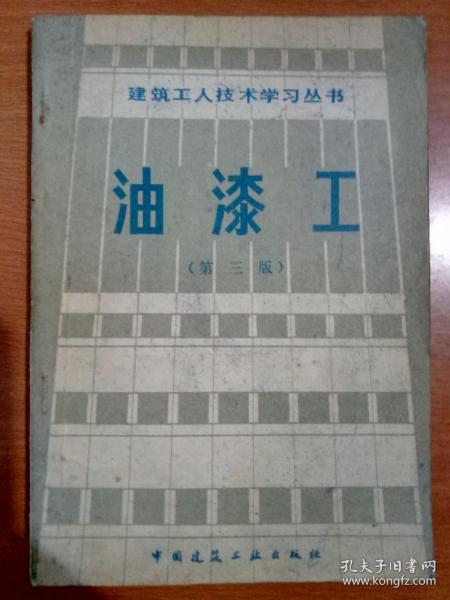 建筑工人技术学习丛书
油漆工
（第三版）
中国建筑工业出版社
孔夫子旧书网
www.kongfz.com